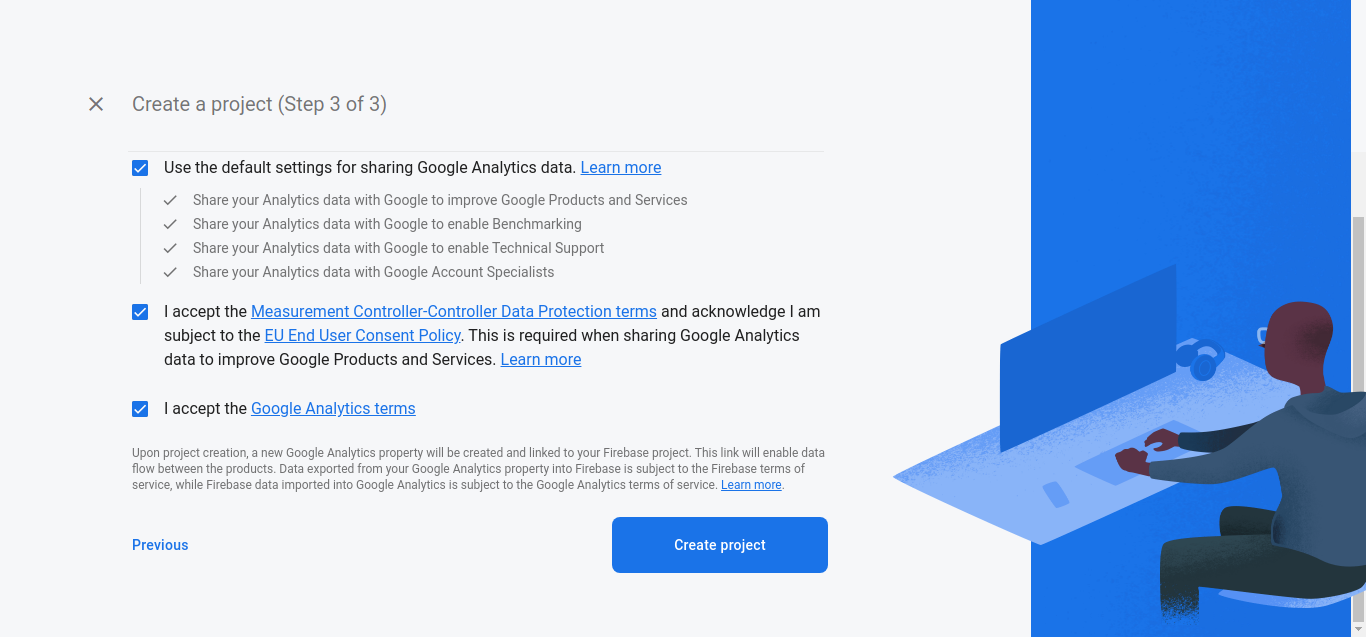 Create a project (Step 3 of 3)
Use the default settings for sharing Google Analytics data. Learn more
Share your Analytics data with Google to improve Google Products and Services
Share your Analytics data with Google to enable Benchmarking
Share your Analytics data with Google to enable Technical Support
Share your Analytics data with Google Account Specialists
I accept the Measurement Controller-Controller Data Protection terms and acknowledge I am
subject to the EU End User Consent Policy. This is required when sharing Google Analytics
data to improve Google Products and Services. Learn more
I accept the Google Analytics terms
Upon project creation, a new Google Analytics property will be created and linked to your Firebase project. This link will enable data
flow between the products. Data exported from your Google Analytics property into Firebase is subject to the Firebase terms of
service, while Firebase data imported into Google Analytics is subject to the Google Analytics terms of service. Learn more.
Previous
Create project